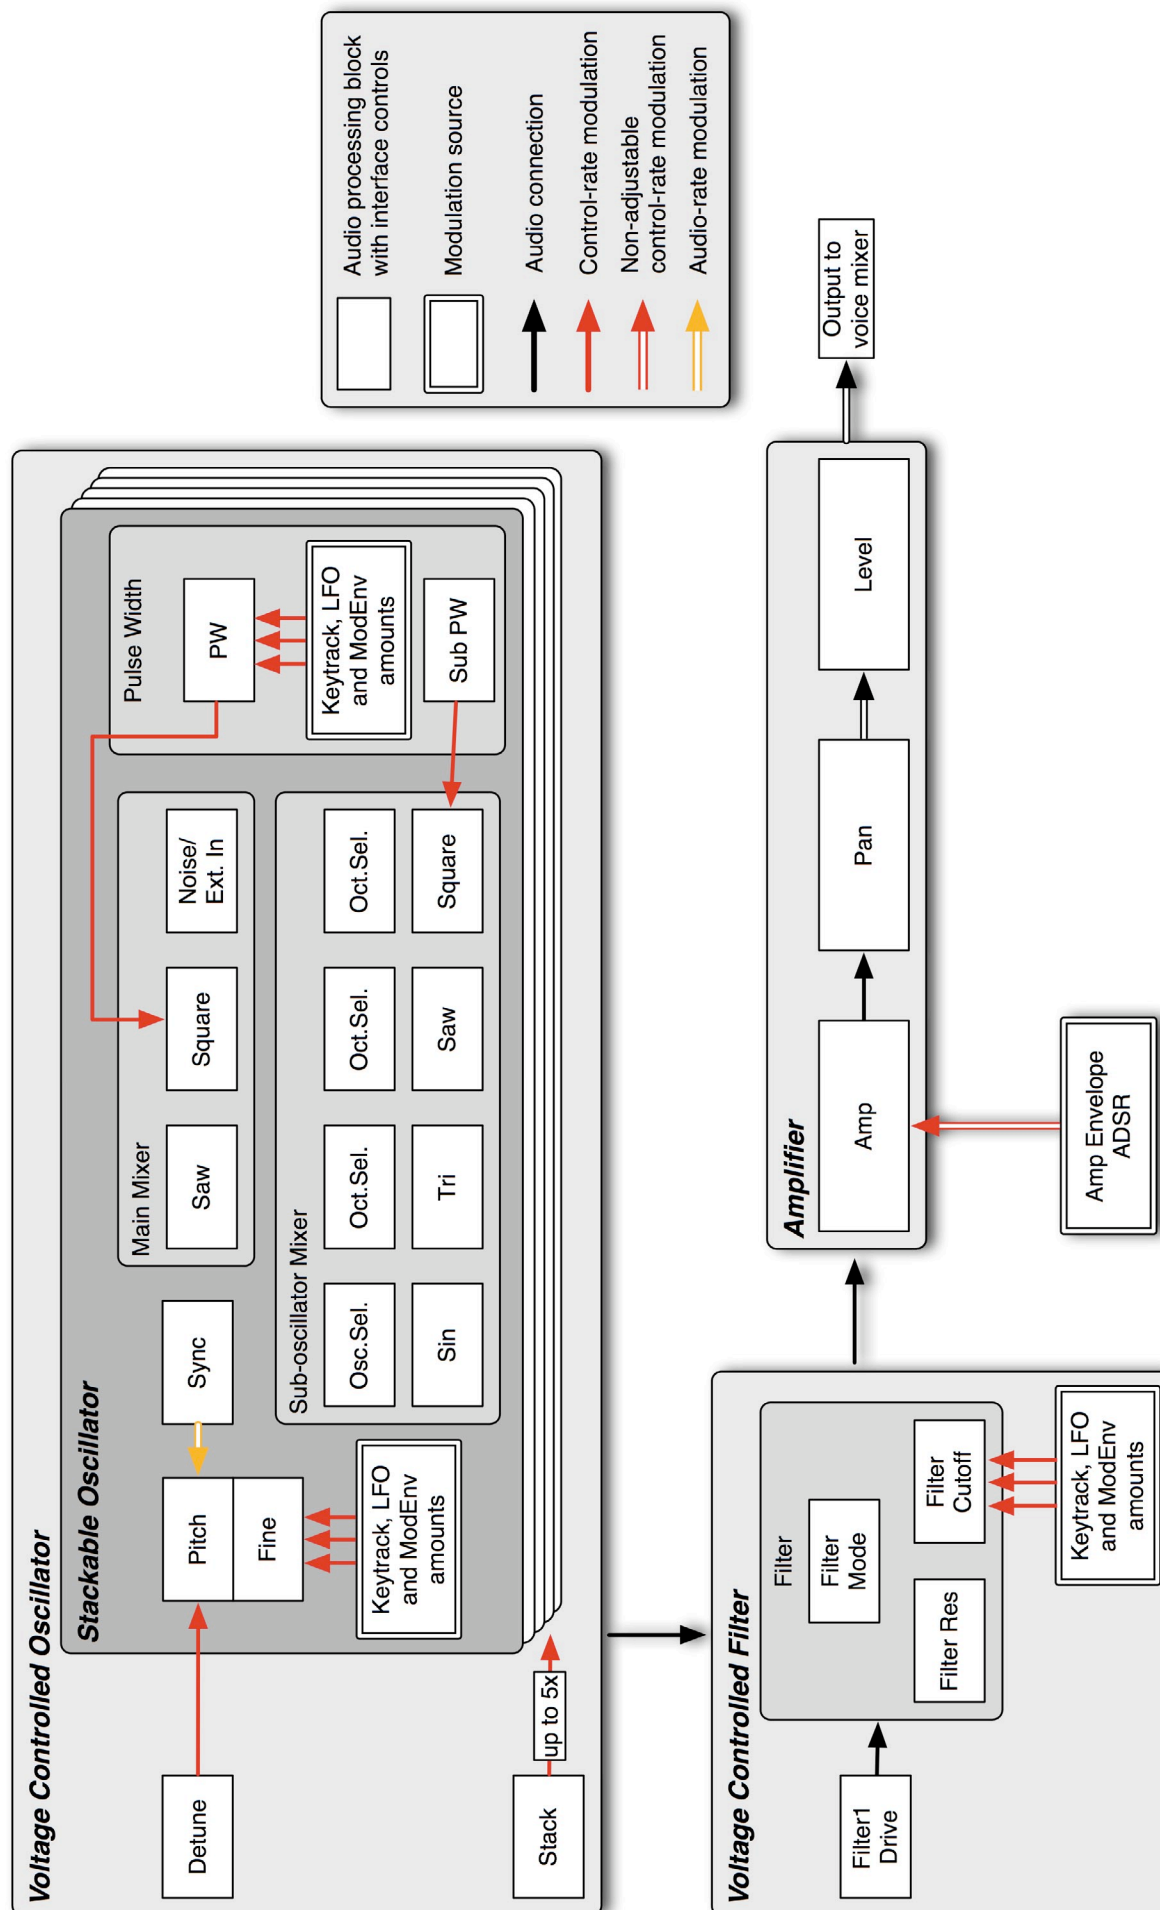 Voltage Controlled Oscillator
Stackable Oscillator
Detune
Pitch
Fine
Sync
Keytrack, LFO
and ModEnv
amounts
Stack
up to 5x
Main Mixer
Saw
Square
Noise/
Ext. In
Sub-oscillator Mixer
Osc.Sel.
Oct.Sel.
Oct.Sel.
Oct.Sel.
Sin
Tri
Saw
Square
Pulse Width
PW
Keytrack, LFO
and ModEnv
amounts
Sub PW
Voltage Controlled Filter
Filter1
Drive
Filter
Filter
Mode
Filter Res
Filter
Cutoff
Keytrack, LFO
and ModEnv
amounts
Amplifier
Amp
Pan
Level
Amp Envelope
ADSR
Output to
voice mixer
Audio processing block
with interface controls
Modulation source
Audio connection
Control-rate modulation
Non-adjustable
control-rate modulation
Audio-rate modulation